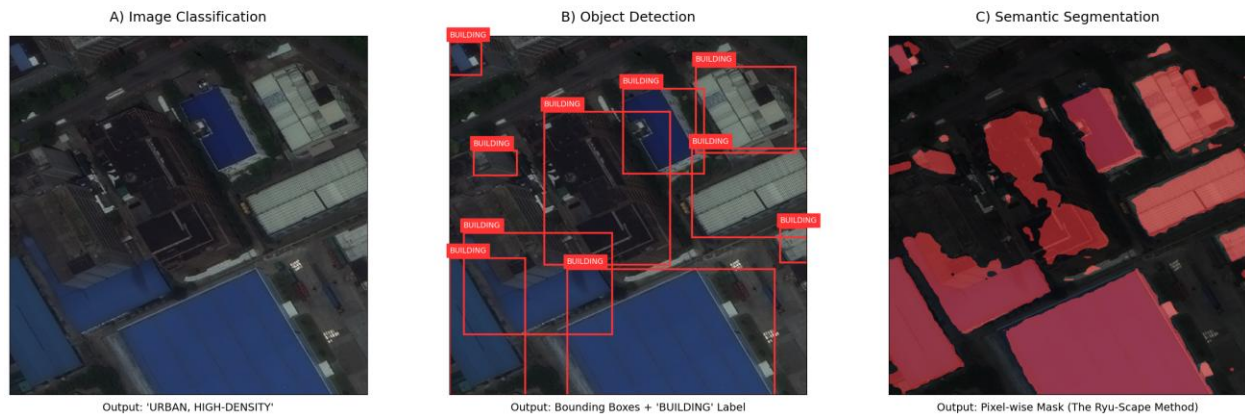 A) Image Classification
B) Object Detection
C) Semantic Segmentation
BUILDING
BUILDING
BUILDING
BUILDING
BUILDING
BUILDING
BUILDING
BUILDING
BUILDING
BUILDING
Output: 'URBAN, HIGH-DENSITY'
Output: Bounding Boxes + 'BUILDING' Label
Output: Pixel-wise Mask (The Ryu-Scape Method)